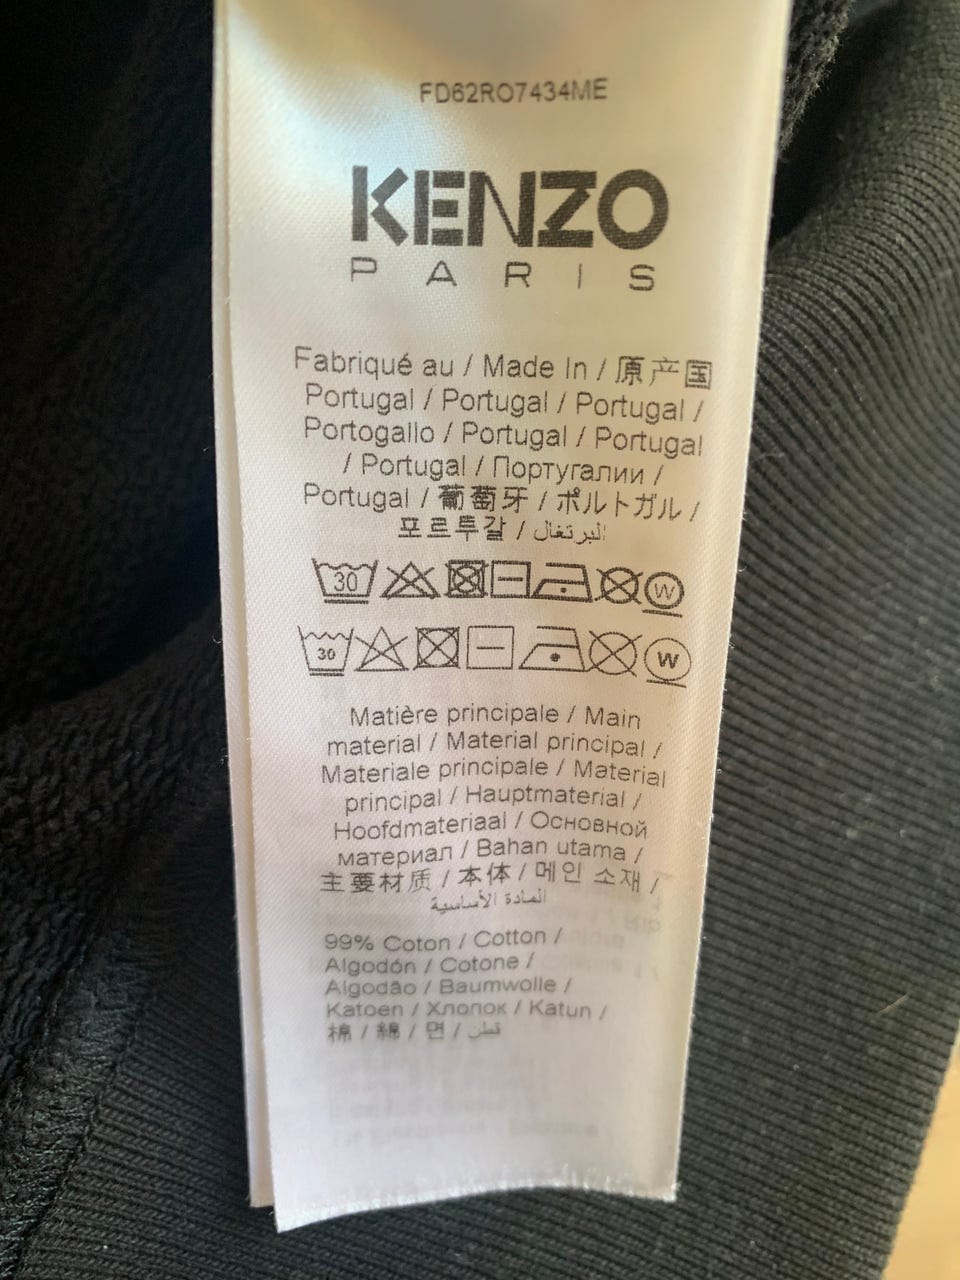 FD62RO7434ME
KENZO
PARIS
Fabriqué au / Made In / 原产国
Portugal / Portugal / Portugal /
Portogallo / Portugal / Portugal
/ Portugal / Португалии /
Portugal / 葡萄牙 / ポルトガル /
포르투갈 / البرتغال
30 W
30 W
Matière principale / Main
material / Material principal /
Materiale principale / Material
principal / Hauptmaterial /
Hoofdmateriaal / Основной
материал / Bahan utama /
主要材质 / 本体 / 메인 소재 /
المادة الأساسية
99% Coton / Cotton /
Algodón / Cotone /
Algodão / Baumwolle /
Katoen / Хлопок / Katun /
棉 / 綿 / 면 / قطن